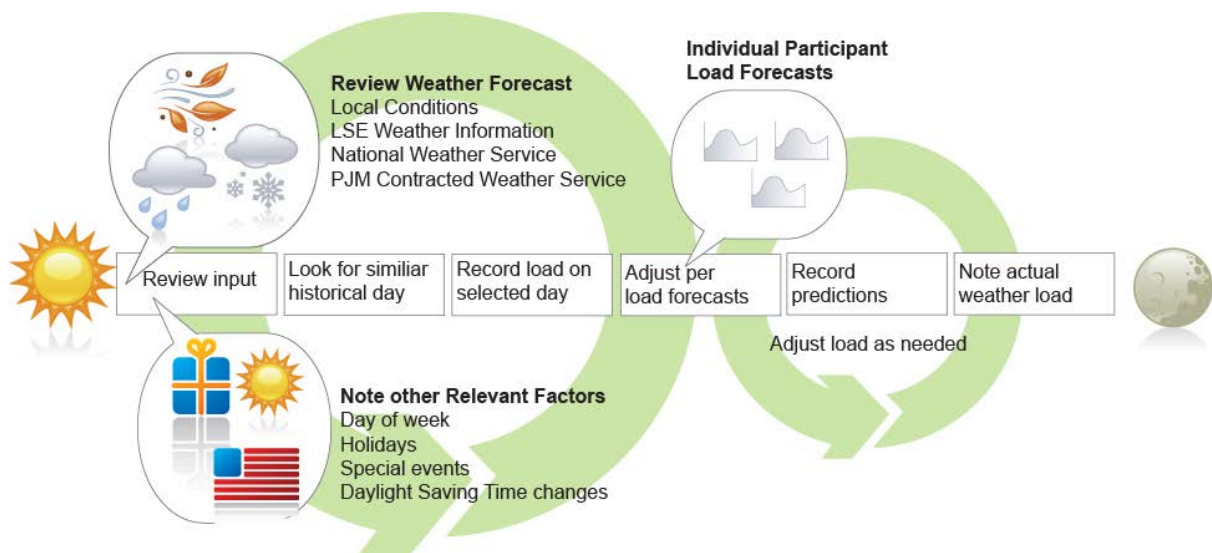 Individual Participant
Load Forecasts
Review Weather Forecast
Local Conditions
LSE Weather Information
National Weather Service
PJM Contracted Weather Service
Review input
Look for similiar
historical day
Record load on
selected day
Adjust per
load forecasts
Record
predictions
Note actual
weather load
Adjust load as needed
Note other Relevant Factors
Day of week
Holidays
Special events
Daylight Saving Time changes